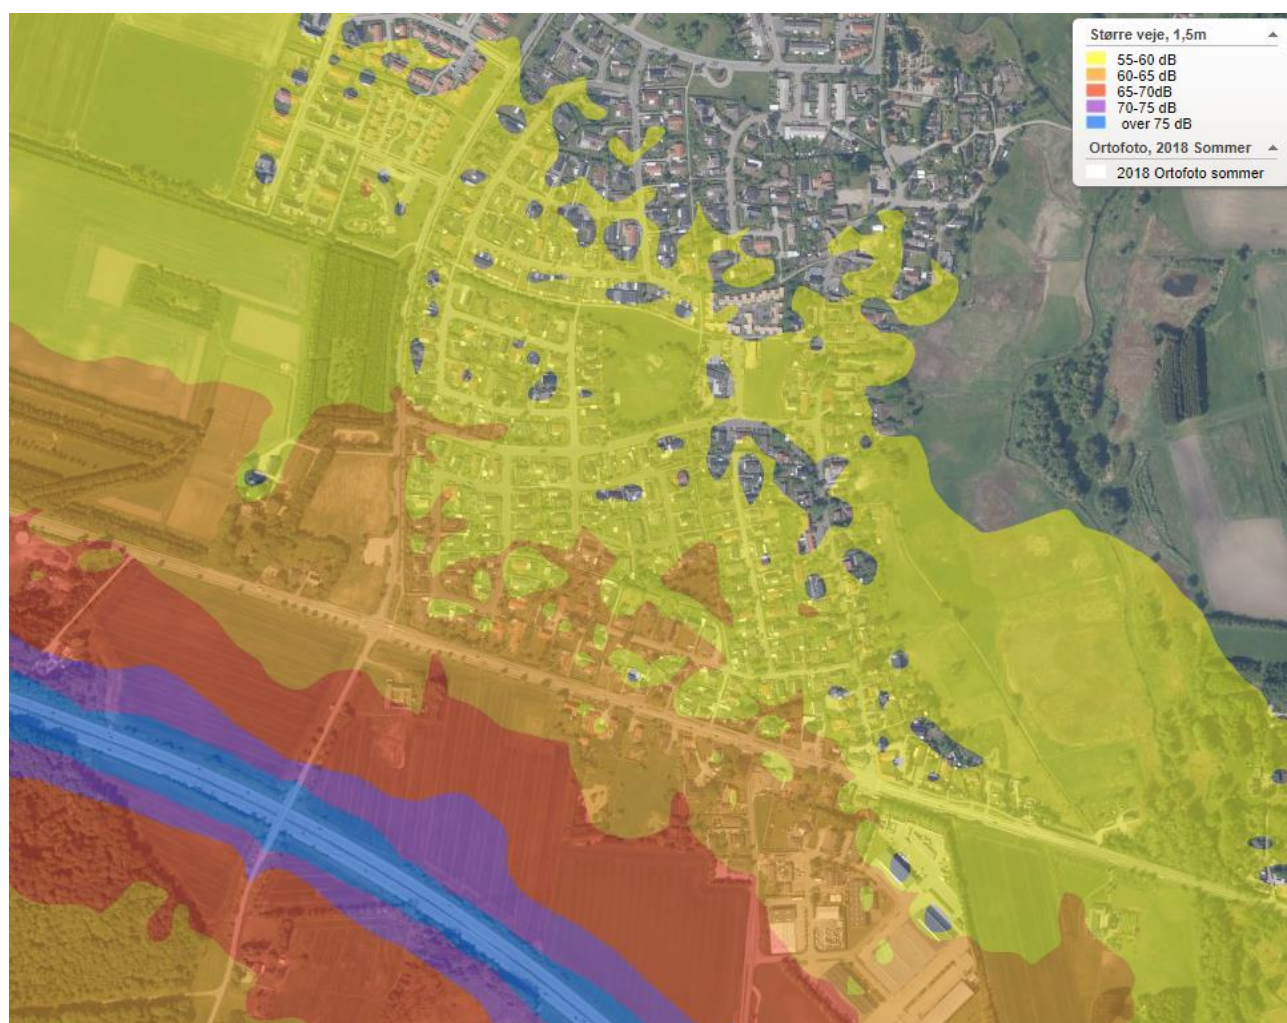 Større veje, 1,5m
55-60 dB
60-65 dB
65-70dB
70-75 dB
over 75 dB
Ortofoto, 2018 Sommer
2018 Ortofoto sommer